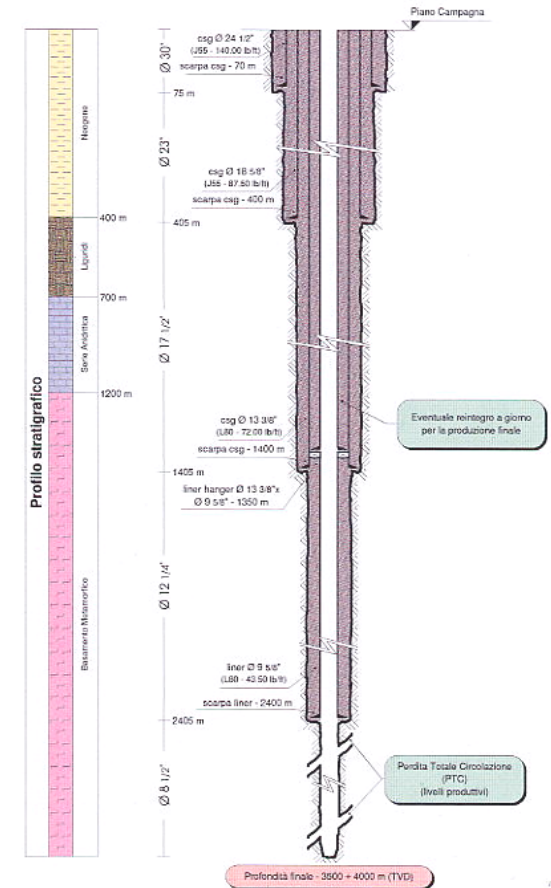 Piano Campagna
csg Ø 24 1/2"
(J55 - 140.00 lb/ft)
scarpa csg - 70 m
Ø 30"
75 m
Neogene
Ø 23"
csg Ø 18 5/8"
(J55 - 87.50 lb/ft)
scarpa csg - 400 m
400 m
405 m
Liguridi
700 m
Serie Anidritica
Ø 17 1/2"
1200 m
Profilo stratigrafico
csg Ø 13 3/8"
(L80 - 72.00 lb/ft)
scarpa csg - 1400 m
Eventuale reintegro a giorno
per la produzione finale
1405 m
liner hanger Ø 13 3/8"x
Ø 9 5/8" - 1350 m
Ø 12 1/4"
Basamento Metamorfico
liner Ø 9 5/8"
(L80 - 43.50 lb/ft)
scarpa liner - 2400 m
2405 m
Ø 8 1/2"
Perdita Totale Circolazione
(PTC)
(livelli produttivi)
Profondità finale - 3500 ÷ 4000 m (TVD)